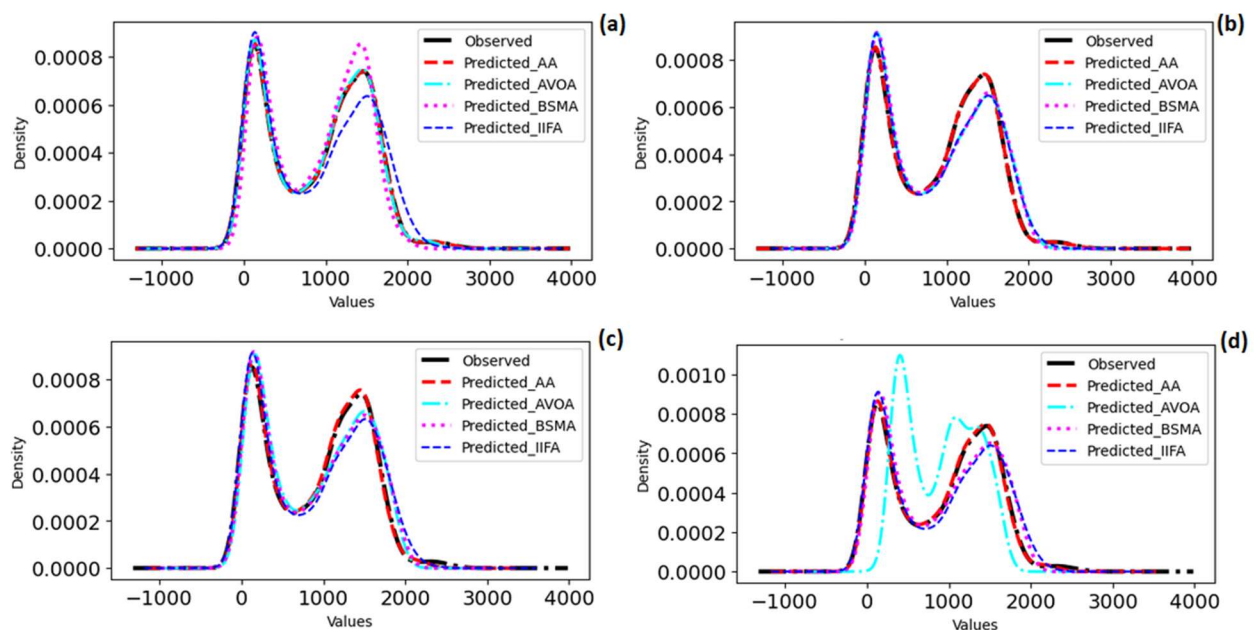 (a)
0.0008
0.0006
0.0004
0.0002
0.0000
Density
Observed
Predicted_AA
Predicted_AVOA
Predicted_BSMA
Predicted_IIFA
−1000 0 1000 2000 3000 4000
Values
(b)
0.0008
0.0006
0.0004
0.0002
0.0000
Density
Observed
Predicted_AA
Predicted_AVOA
Predicted_BSMA
Predicted_IIFA
−1000 0 1000 2000 3000 4000
Values
(c)
0.0008
0.0006
0.0004
0.0002
0.0000
Density
Observed
Predicted_AA
Predicted_AVOA
Predicted_BSMA
Predicted_IIFA
−1000 0 1000 2000 3000 4000
Values
(d)
0.0010
0.0008
0.0006
0.0004
0.0002
0.0000
Density
Observed
Predicted_AA
Predicted_AVOA
Predicted_BSMA
Predicted_IIFA
−1000 0 1000 2000 3000 4000
Values